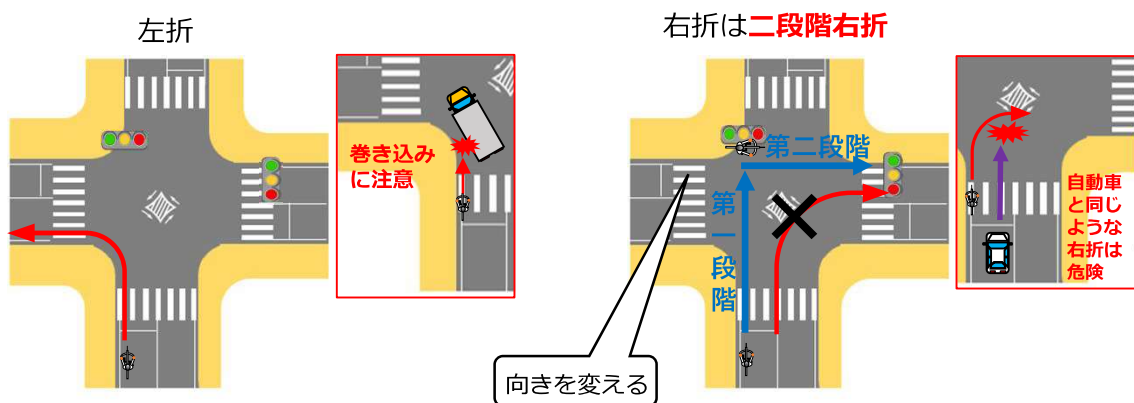 左折
巻き込み
に注意
右折は二段階右折
第二段階
第一段階
向きを変える
自動車
と同じ
ような
右折は
危険